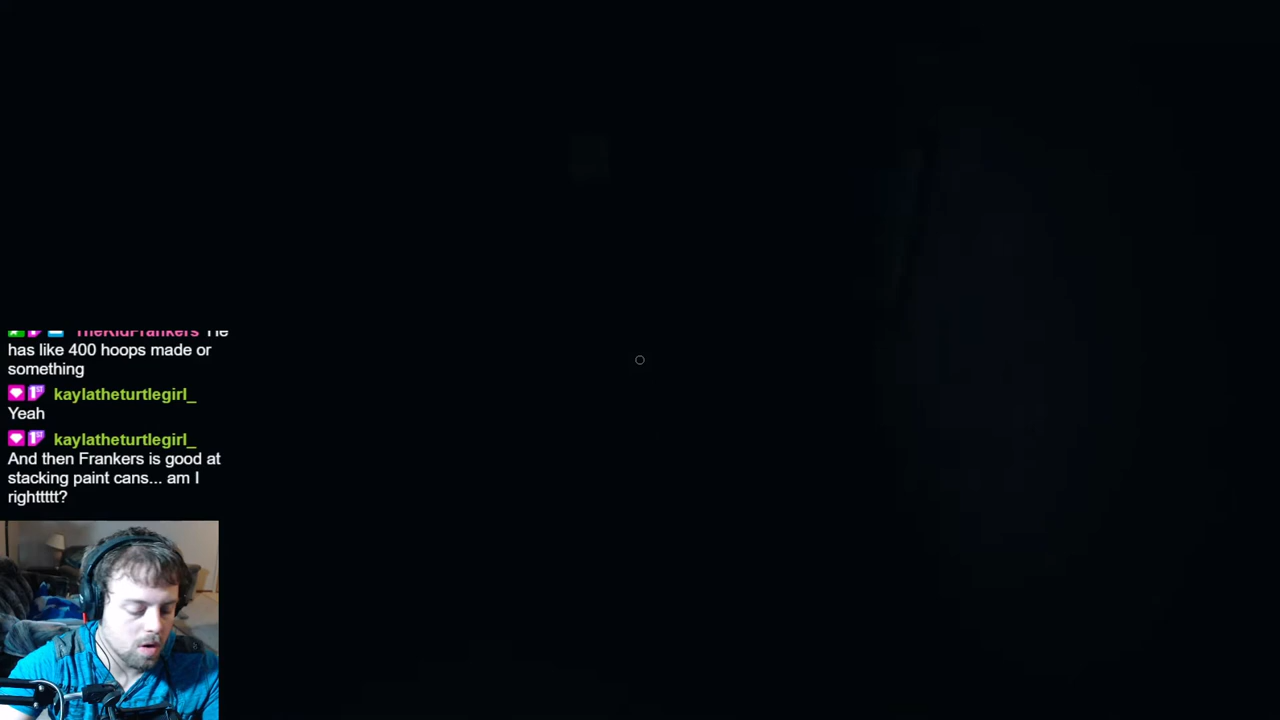 TheKidFrankers He
has like 400 hoops made or
something
kaylatheturtlegirl_
Yeah
kaylatheturtlegirl_
And then Frankers is good at
stacking paint cans... am I
righttttt?